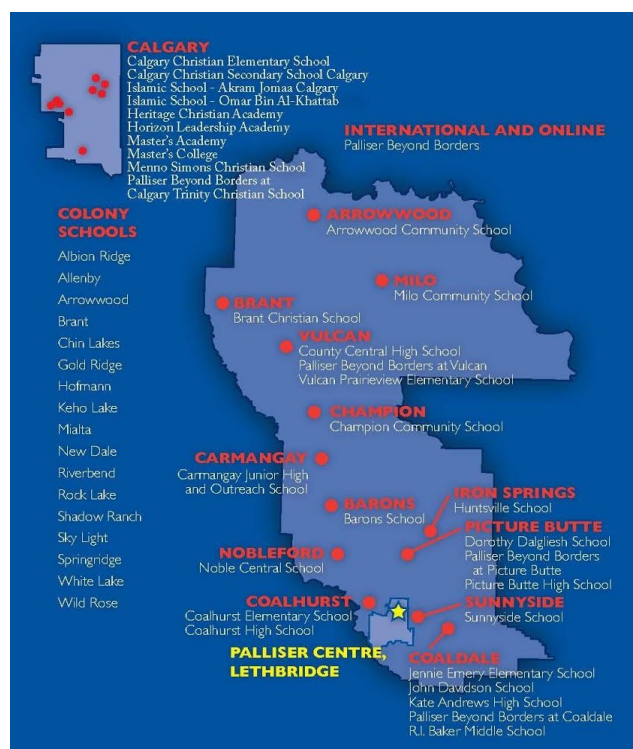 CALGARY
Calgary Christian Elementary School
Calgary Christian Secondary School Calgary
Islamic School - Akram Jomaa Calgary
Islamic School - Omar Bin Al-Khattab
Heritage Christian Academy
Horizon Leadership Academy
Master's Academy
Master's College
Menno Simons Christian School
Palliser Beyond Borders at
Calgary Trinity Christian School
INTERNATIONAL AND ONLINE
Palliser Beyond Borders
COLONY
SCHOOLS
Albion Ridge
Allenby
Arrowwood
Brant
Chin Lakes
Gold Ridge
Hofmann
Keho Lake
Mialta
New Dale
Riverbend
Rock Lake
Shadow Ranch
Sky Light
Springridge
White Lake
Wild Rose
ARROWWOOD
Arrowwood Community School
MILO
Milo Community School
BRANT
Brant Christian School
VULCAN
County Central High School
Palliser Beyond Borders at Vulcan
Vulcan Prairieview Elementary School
CHAMPION
Champion Community School
CARMANGAY
Carmangay Junior High
and Outreach School
BARONS
Barons School
IRON SPRINGS
Huntsville School
PICTURE BUTTE
Dorothy Dalgliesh School
Palliser Beyond Borders
at Picture Butte
Picture Butte High School
NOBLEFORD
Noble Central School
COALHURST
Coalhurst Elementary School
Coalhurst High School
SUNNYSIDE
Sunnyside School
PALLISER CENTRE,
LETHBRIDGE
COALDALE
Jennie Emery Elementary School
John Davidson School
Kate Andrews High School
Palliser Beyond Borders at Coaldale
R.I. Baker Middle School